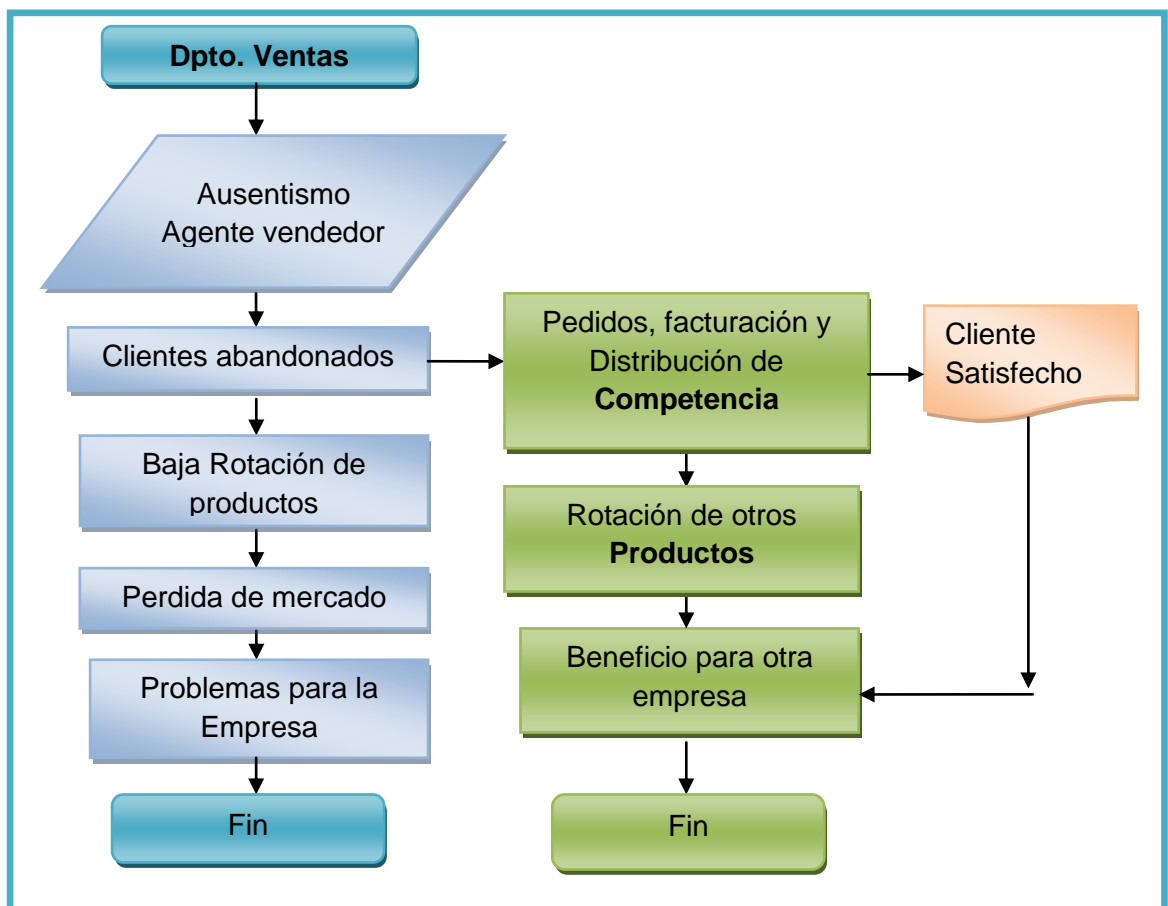 Dpto. Ventas
Ausentismo
Agente vendedor
Clientes abandonados
Baja Rotación de
productos
Perdida de mercado
Problemas para la
Empresa
Fin
Pedidos, facturación y
Distribución de
Competencia
Rotación de otros
Productos
Beneficio para otra
empresa
Fin
Cliente
Satisfecho